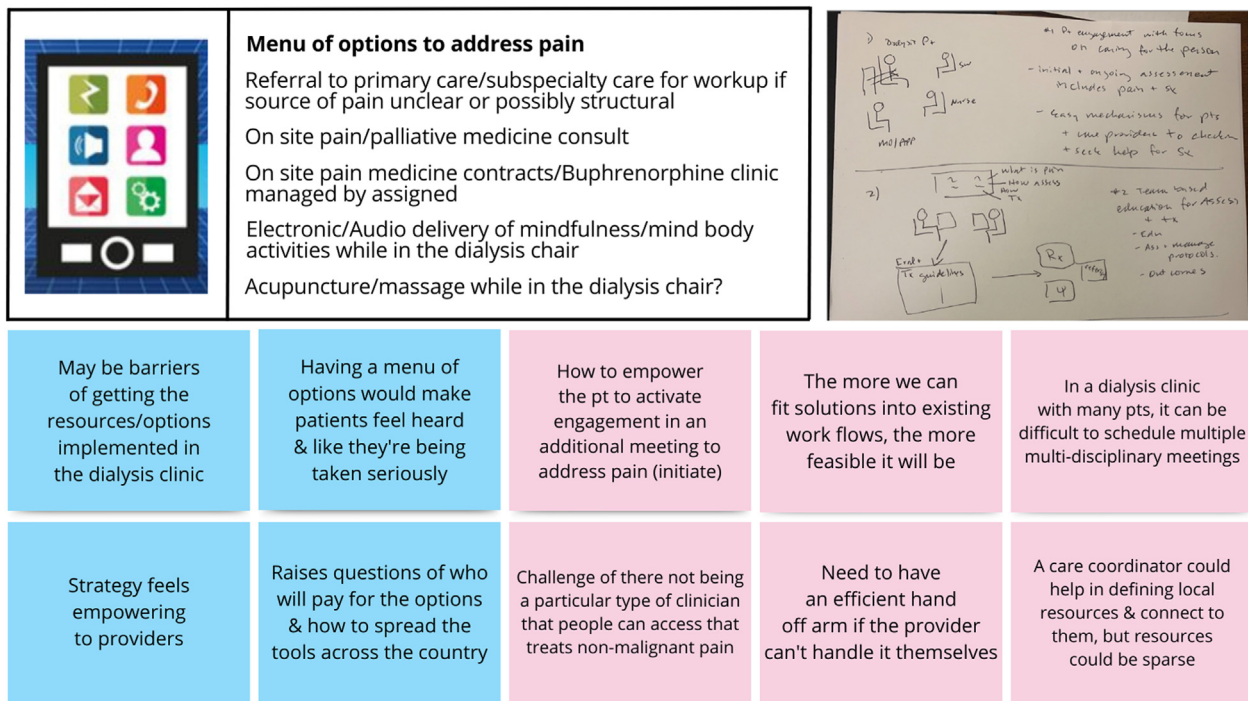 Menu of options to address pain
Referral to primary care/subspecialty care for workup if
source of pain unclear or possibly structural
On site pain/palliative medicine consult
On site pain medicine contracts/Buphrenorphine clinic
managed by assigned
Electronic/Audio delivery of mindfulness/mind body
activities while in the dialysis chair
Acupuncture/massage while in the dialysis chair?
1) Dialysis Pt
SW
Nurse
MD/APP
#1 Pt engagement with focus
on caring for the person
- initial + ongoing assessment
includes pain + sx
- Easy mechanisms for pts
+ providers to check in
+ seek help for Sx
2)
what is pain
How assess
How
Tx
Eval +
Tx guidelines
Rx
Ψ
#2 Team based
education for Assess
+ tx
- Edu
- Ass + manage
protocols.
- Outcomes
May be barriers
of getting the
resources/options
implemented in
the dialysis clinic
Having a menu of
options would make
patients feel heard
& like they're being
taken seriously
How to empower
the pt to activate
engagement in an
additional meeting to
address pain (initiate)
The more we can
fit solutions into existing
work flows, the more
feasible it will be
In a dialysis clinic
with many pts, it can be
difficult to schedule multiple
multi-disciplinary meetings
Strategy feels
empowering
to providers
Raises questions of who
will pay for the options
& how to spread the
tools across the country
Challenge of there not being
a particular type of clinician
that people can access that
treats non-malignant pain
Need to have
an efficient hand
off arm if the provider
can't handle it themselves
A care coordinator could
help in defining local
resources & connect to
them, but resources
could be sparse